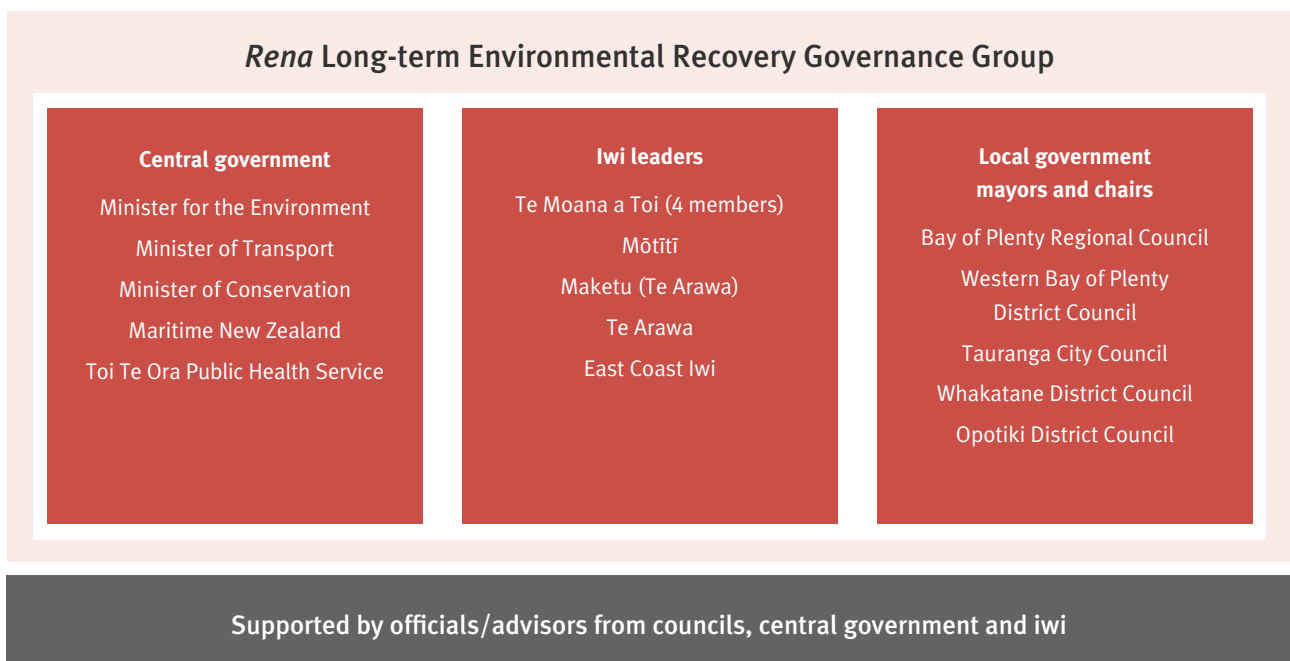 Rena Long-term Environmental Recovery Governance Group
Central government
Minister for the Environment
Minister of Transport
Minister of Conservation
Maritime New Zealand
Toi Te Ora Public Health Service
Iwi leaders
Te Moana a Toi (4 members)
Mōtītī
Maketu (Te Arawa)
Te Arawa
East Coast Iwi
Local government
mayors and chairs
Bay of Plenty Regional Council
Western Bay of Plenty
District Council
Tauranga City Council
Whakatane District Council
Opotiki District Council
Supported by officials/advisors from councils, central government and iwi